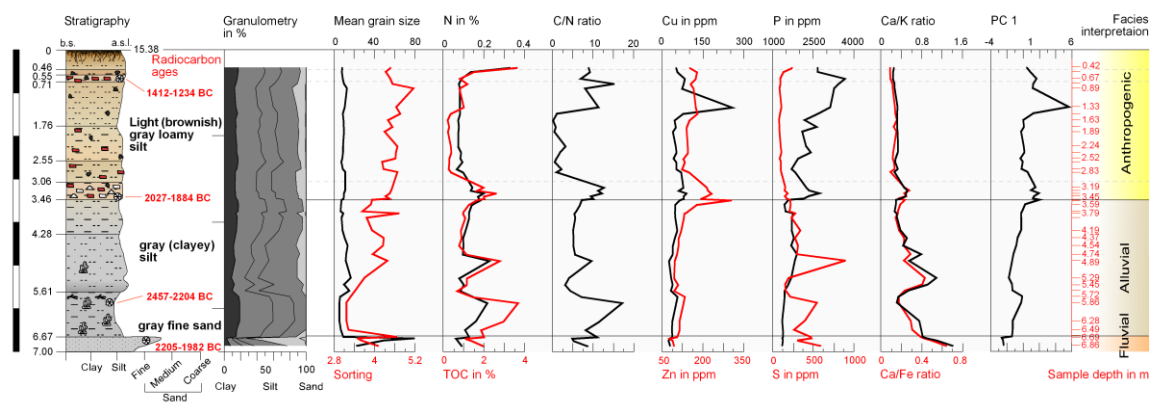 Stratigraphy
Granulometry
in %
Mean grain size
N in %
C/N ratio
Cu in ppm
P in ppm
Ca/K ratio
PC 1
Facies
interpretaion
b.s.
a.s.l.
0 40 80
0 0.2 0.4
0 10 20
0 150 300
1000 2500 4000
0 0.8 1.6
-4 1 6
0
15.38
Radiocarbon
ages
0.46
0.55
0.71
1412-1234 BC
Light (brownish)
gray loamy
silt
1.76
2.55
3.06
2027-1884 BC
3.46
4.28
gray (clayey)
silt
5.61
2457-2204 BC
gray fine sand
6.67
2205-1982 BC
7.00
0.42
0.67
0.89
1.33
1.63
1.89
2.24
2.52
2.83
3.19
3.45
3.59
3.79
4.19
4.37
4.74
4.89
5.29
5.45
5.72
5.86
6.28
6.49
6.69
6.86
Anthropogenic
Alluvial
Fluvial
Clay Silt Fine Medium Coarse
Sand
0 50 100
Clay Silt Sand
2.8 4 5.2
0 2 4
50 200 350
0 500 1000
0 0.4 0.8
Sorting
TOC in %
Zn in ppm
S in ppm
Ca/Fe ratio
Sample depth in m